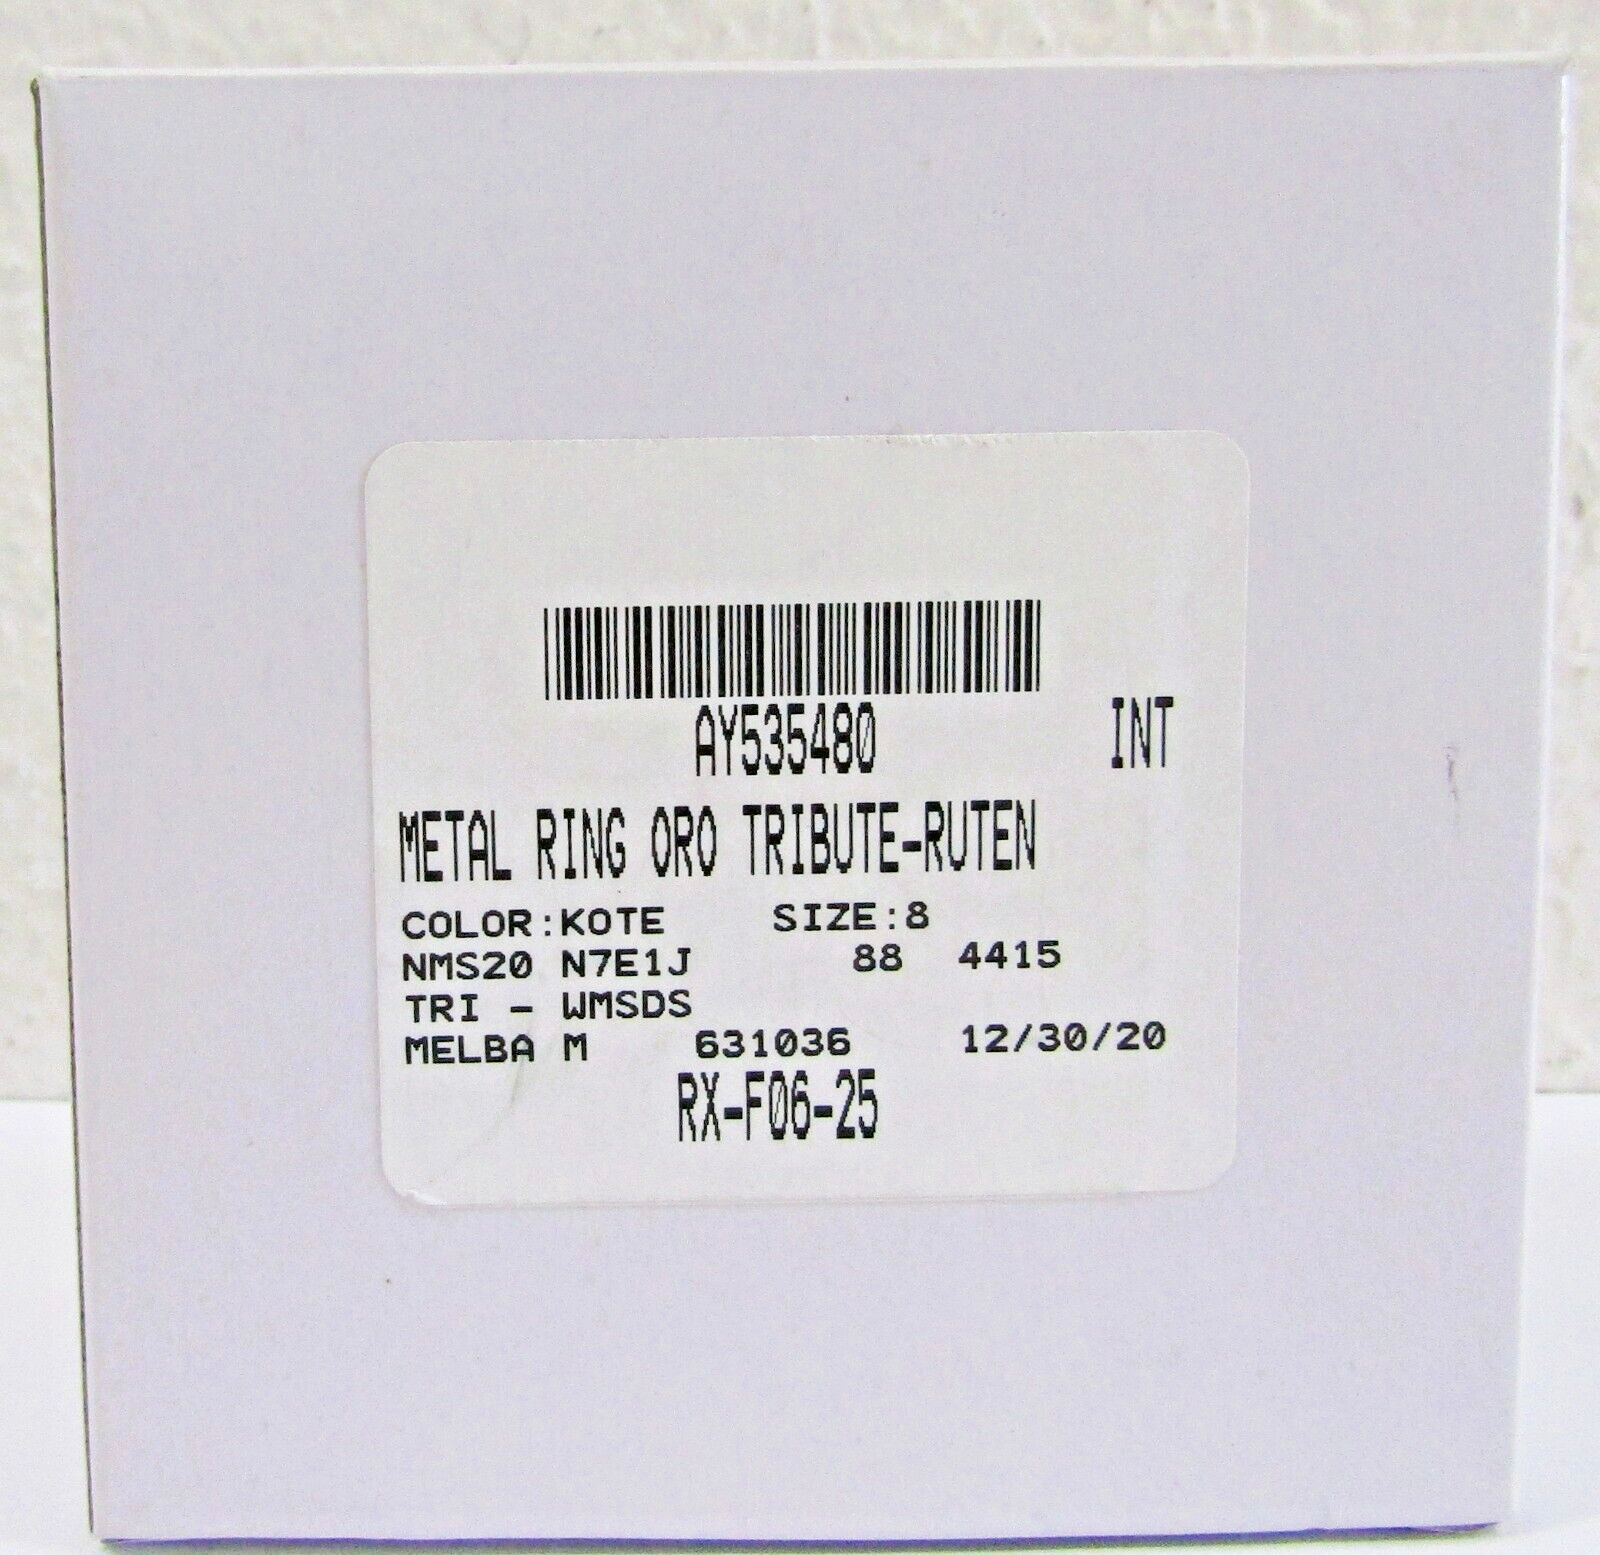 AY535480 INT
METAL RING ORO TRIBUTE-RUTEN
COLOR:KOTE SIZE:8
NMS20 N7E1J 88 4415
TRI - WMSDS
MELBA M 631036 12/30/20
RX-F06-25